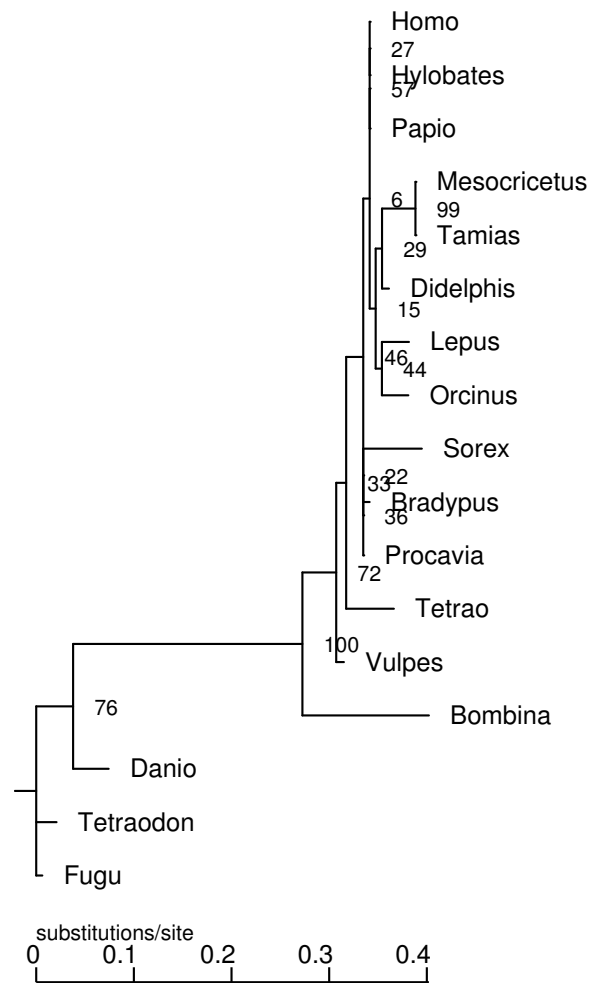 Homo
27
Hylobates
57
Papio
Mesocricetus
6
99
Tamias
29
Didelphis
15
Lepus
46
44
Orcinus
Sorex
22
33
Bradypus
36
Procavia
72
Tetrao
100
Vulpes
76
Bombina
Danio
Tetraodon
Fugu
substitutions/site
0 0.1 0.2 0.3 0.4